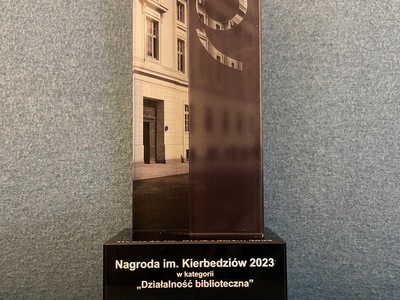 Nagroda im. Kierbedziów 2023
w kategorii
„Działalność biblioteczna”